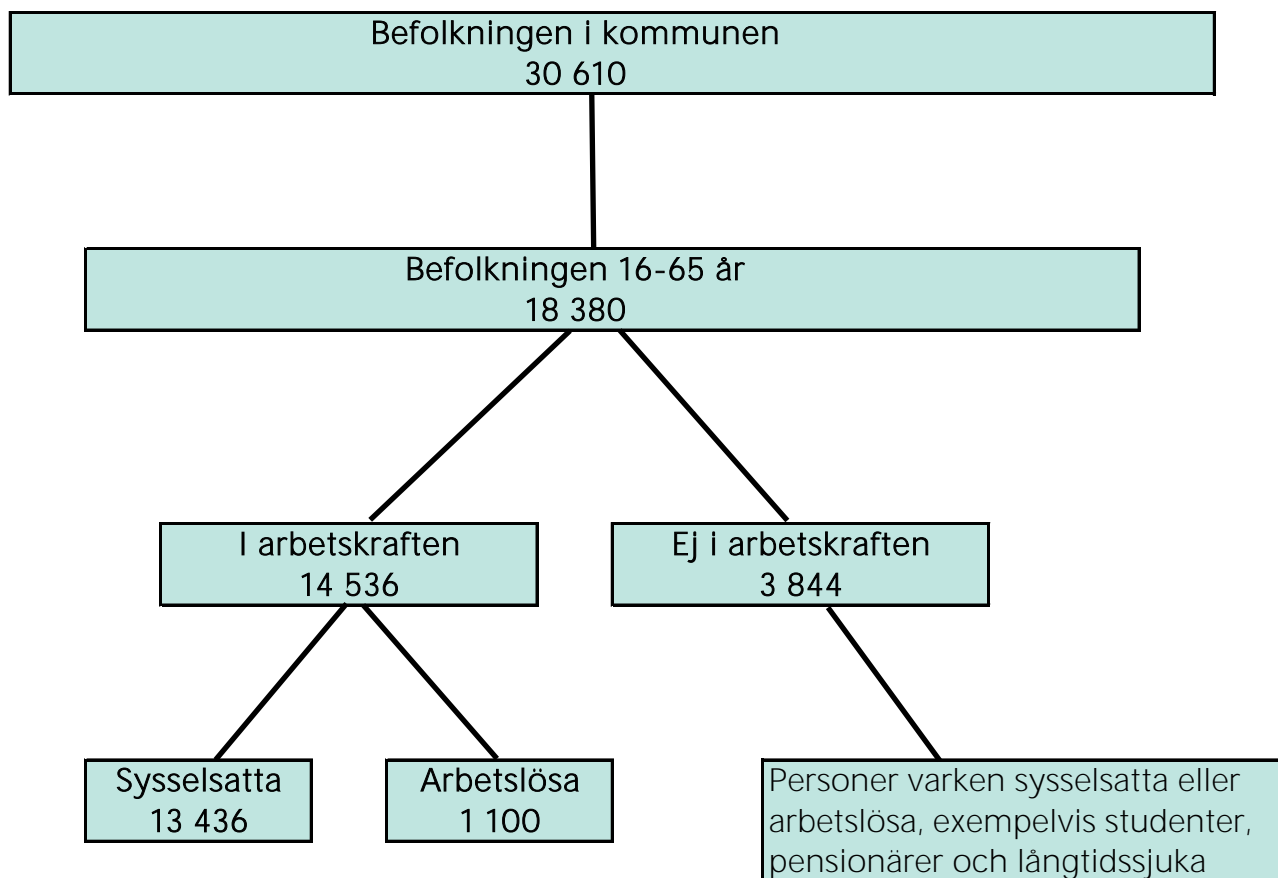 Befolkningen i kommunen
30 610
Befolkningen 16-65 år
18 380
I arbetskraften
14 536
Ej i arbetskraften
3 844
Sysselsatta
13 436
Arbetslösa
1 100
Personer varken sysselsatta eller
arbetslösa, exempelvis studenter,
pensionärer och långtidssjuka